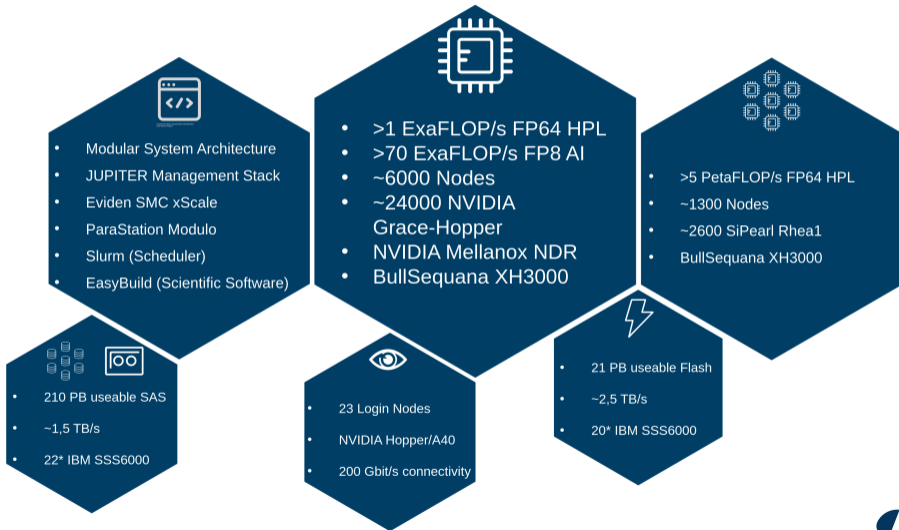 Modular System Architecture
JUPITER Management Stack
Eviden SMC xScale
ParaStation Modulo
Slurm (Scheduler)
EasyBuild (Scientific Software)
>1 ExaFLOP/s FP64 HPL
>70 ExaFLOP/s FP8 AI
~6000 Nodes
~24000 NVIDIA
Grace-Hopper
NVIDIA Mellanox NDR
BullSequana XH3000
>5 PetaFLOP/s FP64 HPL
~1300 Nodes
~2600 SiPearl Rhea1
BullSequana XH3000
210 PB useable SAS
~1,5 TB/s
22* IBM SSS6000
23 Login Nodes
NVIDIA Hopper/A40
200 Gbit/s connectivity
21 PB useable Flash
~2,5 TB/s
20* IBM SSS6000